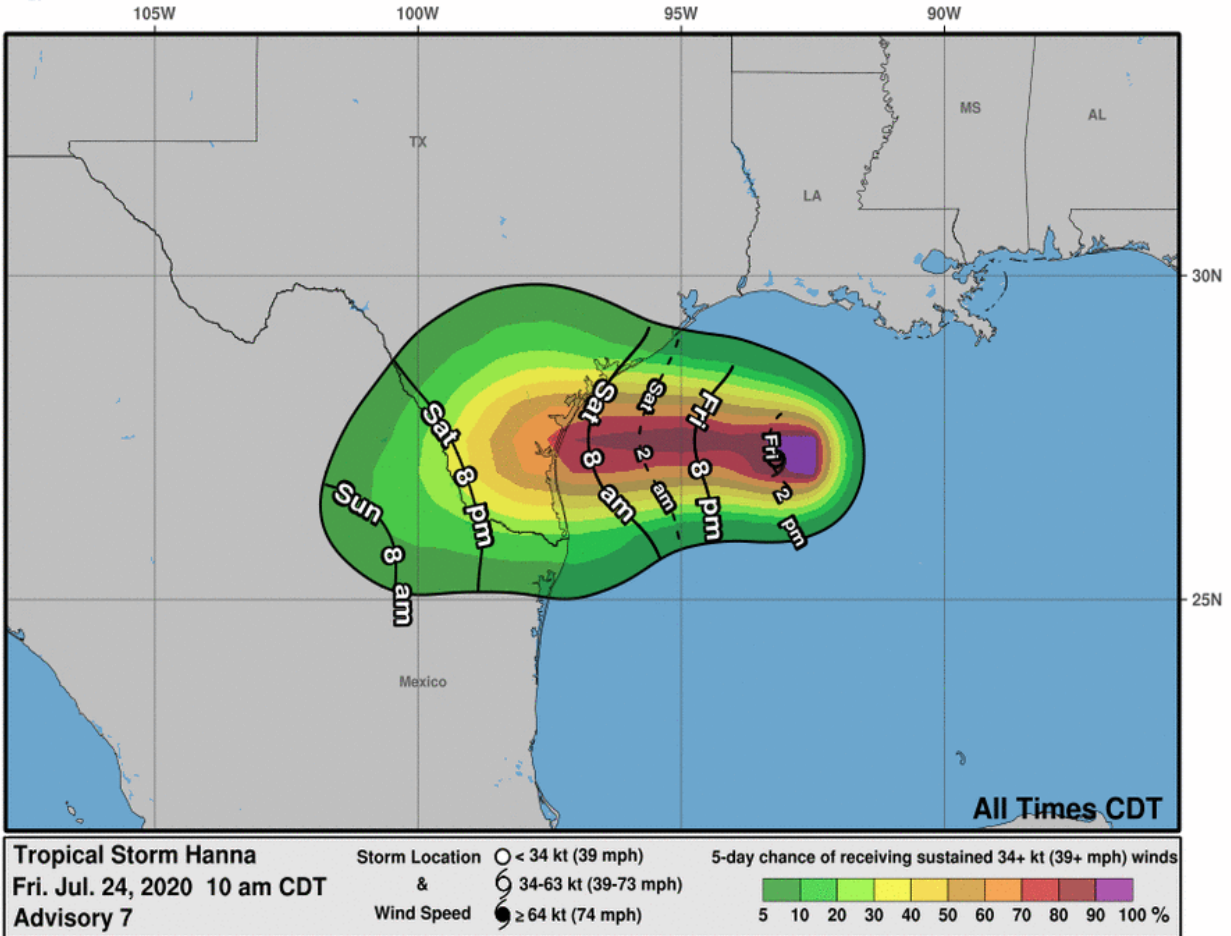 105W 100W 95W 90W
TX
MS
AL
LA
30N
Sat
Sat
Fri
Fri
Sat
8
2
8
2
8
am
am
pm
pm
pm
Sun
8
am
25N
Mexico
All Times CDT
Tropical Storm Hanna
Fri. Jul. 24, 2020 10 am CDT
Advisory 7
Storm Location
&
Wind Speed
< 34 kt (39 mph)
34-63 kt (39-73 mph)
≥ 64 kt (74 mph)
5-day chance of receiving sustained 34+ kt (39+ mph) winds
5 10 20 30 40 50 60 70 80 90 100 %